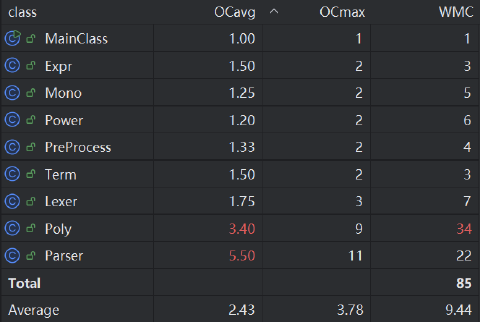 class OCavg OCmax WMC
MainClass 1.00 1 1
Expr 1.50 2 3
Mono 1.25 2 5
Power 1.20 2 6
PreProcess 1.33 2 4
Term 1.50 2 3
Lexer 1.75 3 7
Poly 3.40 9 34
Parser 5.50 11 22
Total 85
Average 2.43 3.78 9.44